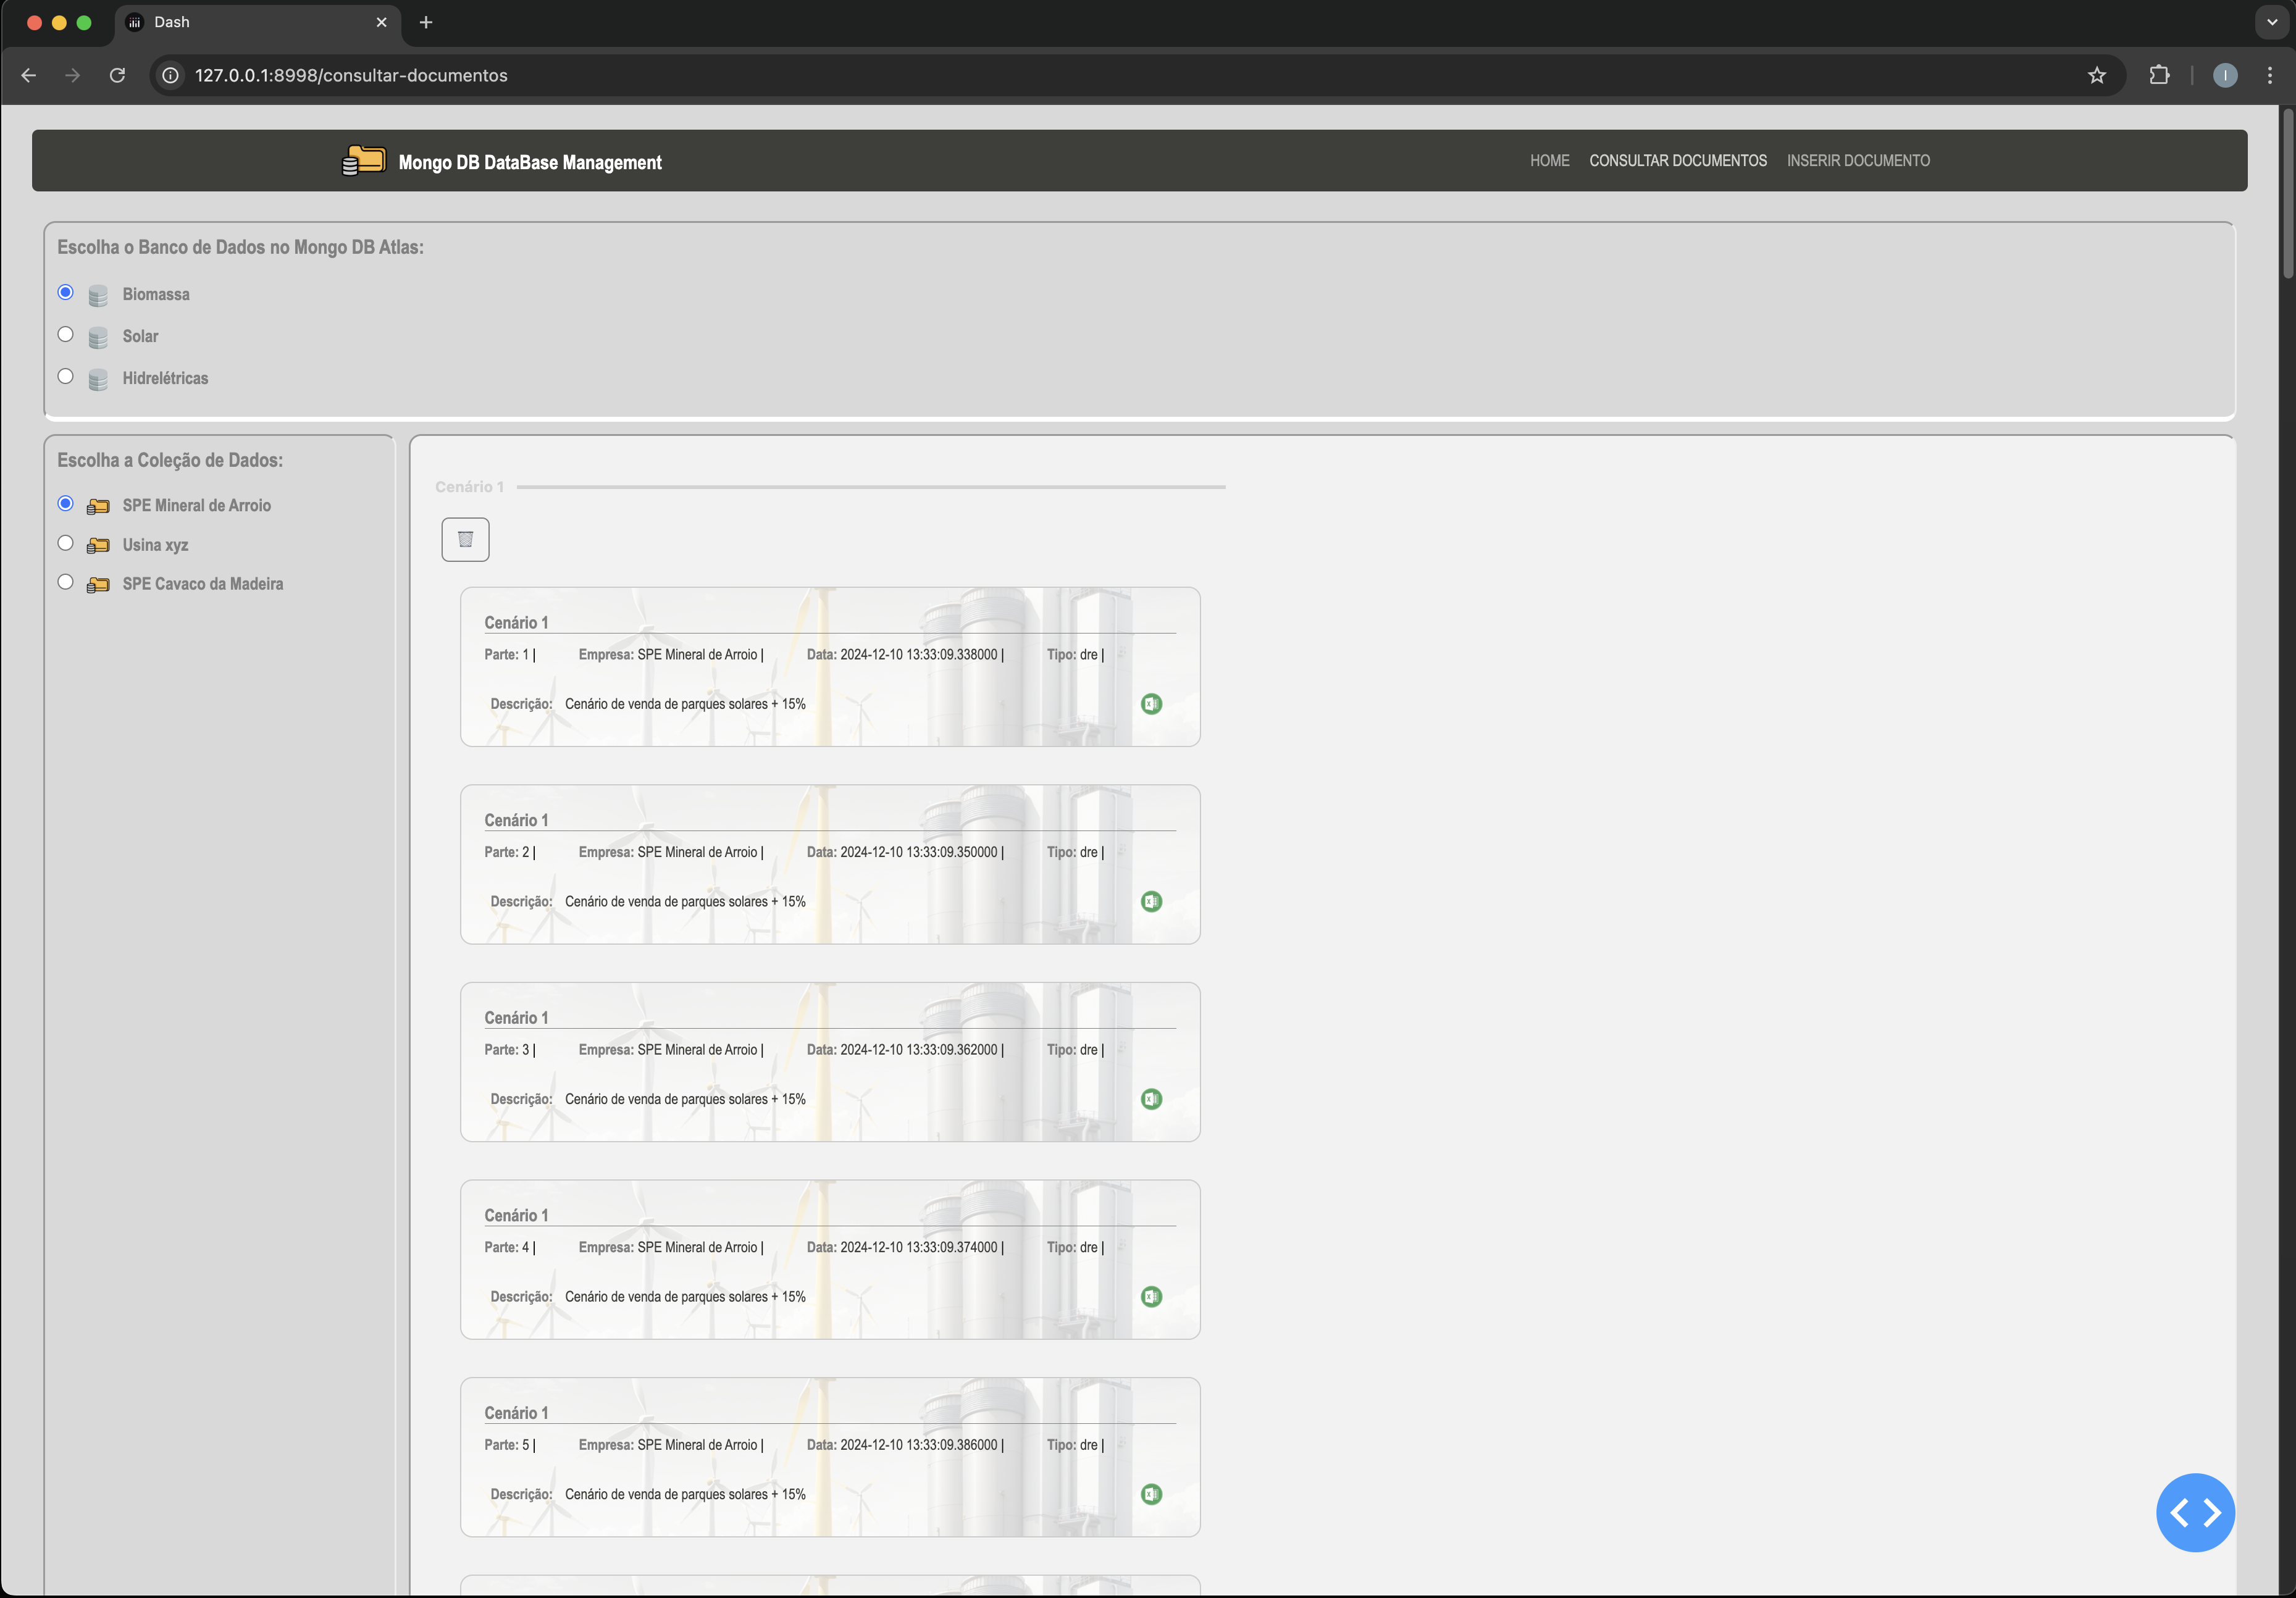 Dash
127.0.0.1:8998/consultar-documentos
I
Mongo DB DataBase Management
HOME CONSULTAR DOCUMENTOS INSERIR DOCUMENTO
Escolha o Banco de Dados no Mongo DB Atlas:
Biomassa
Solar
Hidrelétricas
Escolha a Coleção de Dados:
SPE Mineral de Arroio
Usina xyz
SPE Cavaco da Madeira
Cenário 1
Cenário 1
Parte: 1 | Empresa: SPE Mineral de Arroio | Data: 2024-12-10 13:33:09.338000 | Tipo: dre |
Descrição: Cenário de venda de parques solares + 15%
Cenário 1
Parte: 2 | Empresa: SPE Mineral de Arroio | Data: 2024-12-10 13:33:09.350000 | Tipo: dre |
Descrição: Cenário de venda de parques solares + 15%
Cenário 1
Parte: 3 | Empresa: SPE Mineral de Arroio | Data: 2024-12-10 13:33:09.362000 | Tipo: dre |
Descrição: Cenário de venda de parques solares + 15%
Cenário 1
Parte: 4 | Empresa: SPE Mineral de Arroio | Data: 2024-12-10 13:33:09.374000 | Tipo: dre |
Descrição: Cenário de venda de parques solares + 15%
Cenário 1
Parte: 5 | Empresa: SPE Mineral de Arroio | Data: 2024-12-10 13:33:09.386000 | Tipo: dre |
Descrição: Cenário de venda de parques solares + 15%